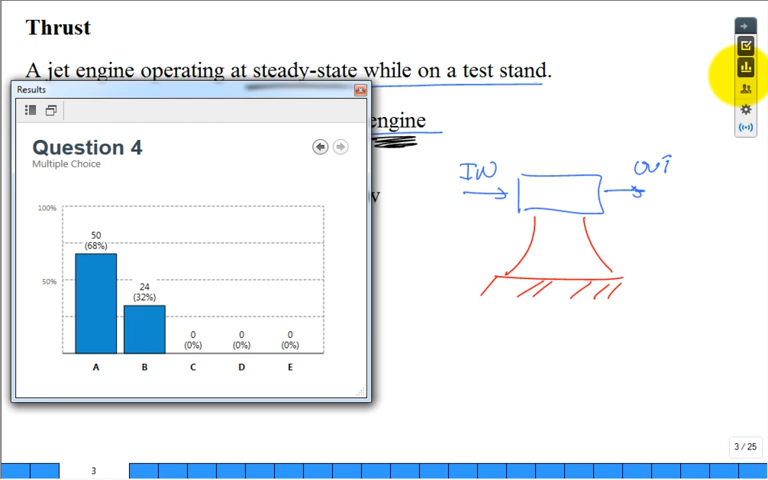 Thrust
A jet engine operating at steady-state while on a test stand.
Results
engine
Question 4
Multiple Choice
IN
OUT
100%
50
(68%)
50%
24
(32%)
0
(0%)
0
(0%)
0
(0%)
A B C D E
3 / 25
3